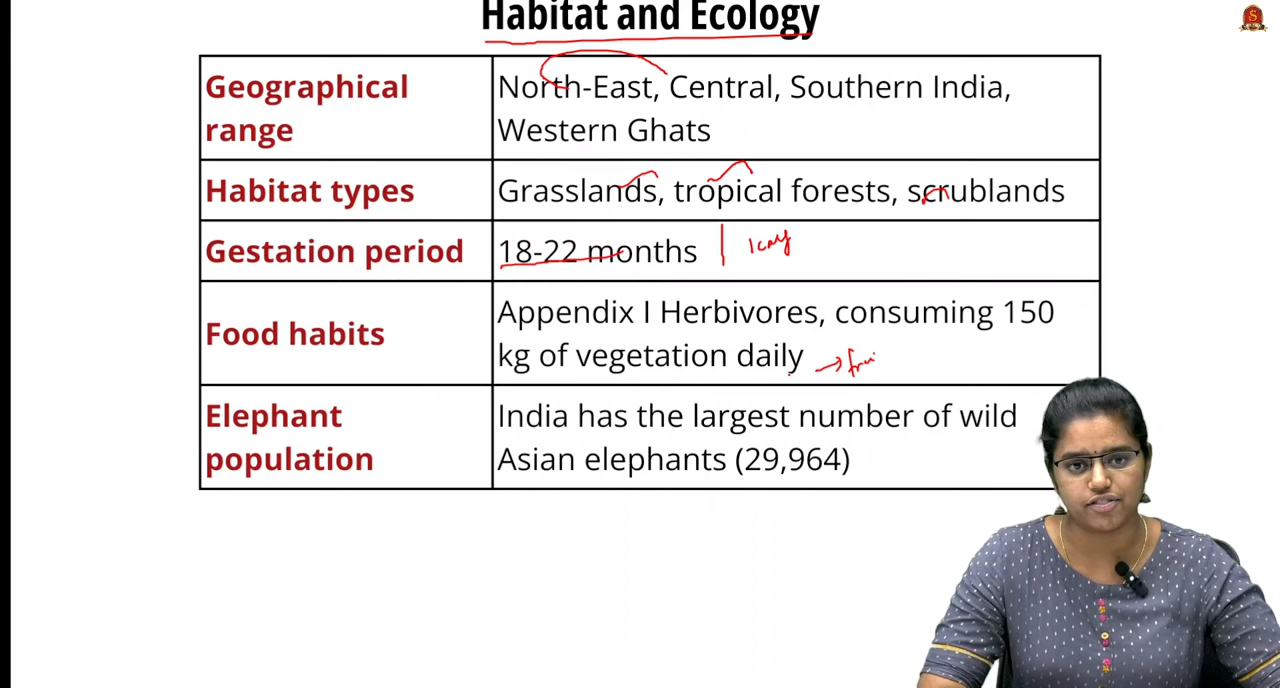 Habitat and Ecology
Geographical range
North-East, Central, Southern India,
Western Ghats
Habitat types
Grasslands, tropical forests, scrublands
Gestation period
18-22 months
Food habits
Appendix I Herbivores, consuming 150
kg of vegetation daily
Elephant population
India has the largest number of wild
Asian elephants (29,964)